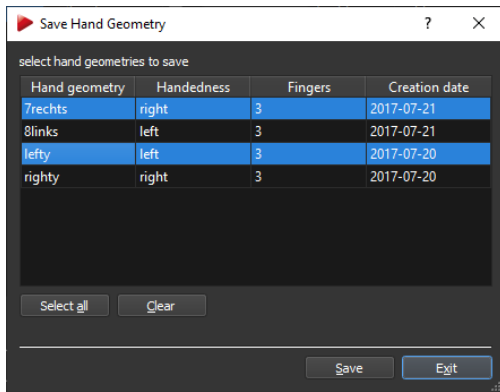 Save Hand Geometry ?
select hand geometries to save
Hand geometry Handedness Fingers Creation date
7rechts right 3 2017-07-21
8links left 3 2017-07-21
lefty left 3 2017-07-20
righty right 3 2017-07-20
Select all Clear
Save Exit